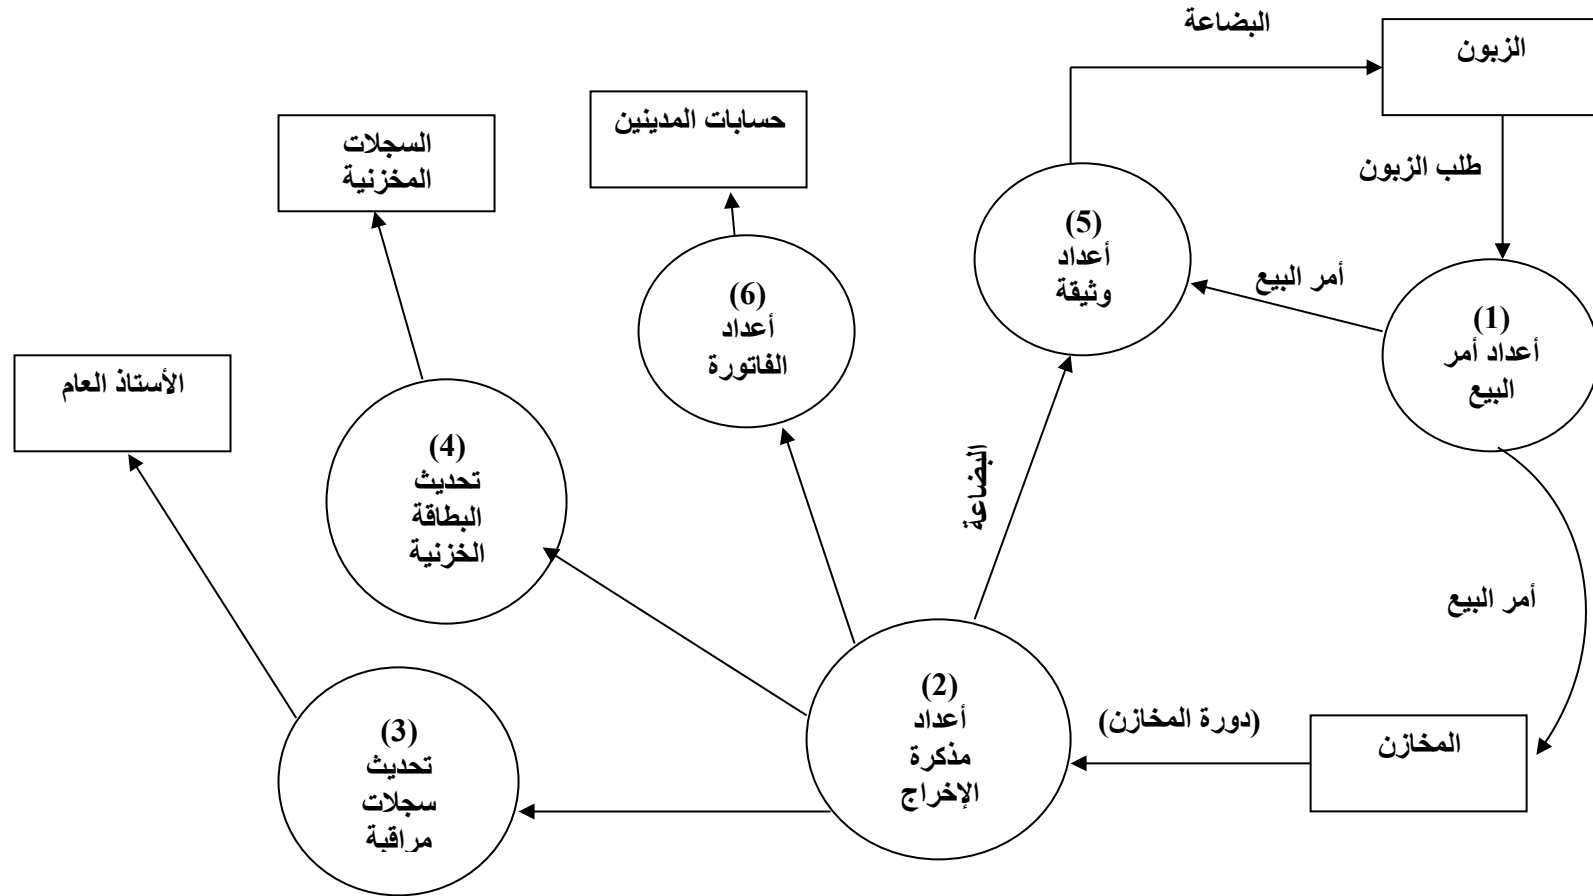 البضاعة
الزبون
حسابات المدينين
السجلات
المخزنية
طلب الزبون
(5)
أعداد
وثيقة
أمر البيع
(6)
أعداد
الفاتورة
(1)
أعداد أمر
البيع
الأستاذ العام
(4)
تحديث
البطاقة
الخزنية
البضاعة
أمر البيع
(2)
أعداد
مذكرة
الإخراج
(دورة المخازن)
المخازن
(3)
تحديث
سجلات
مراقبة